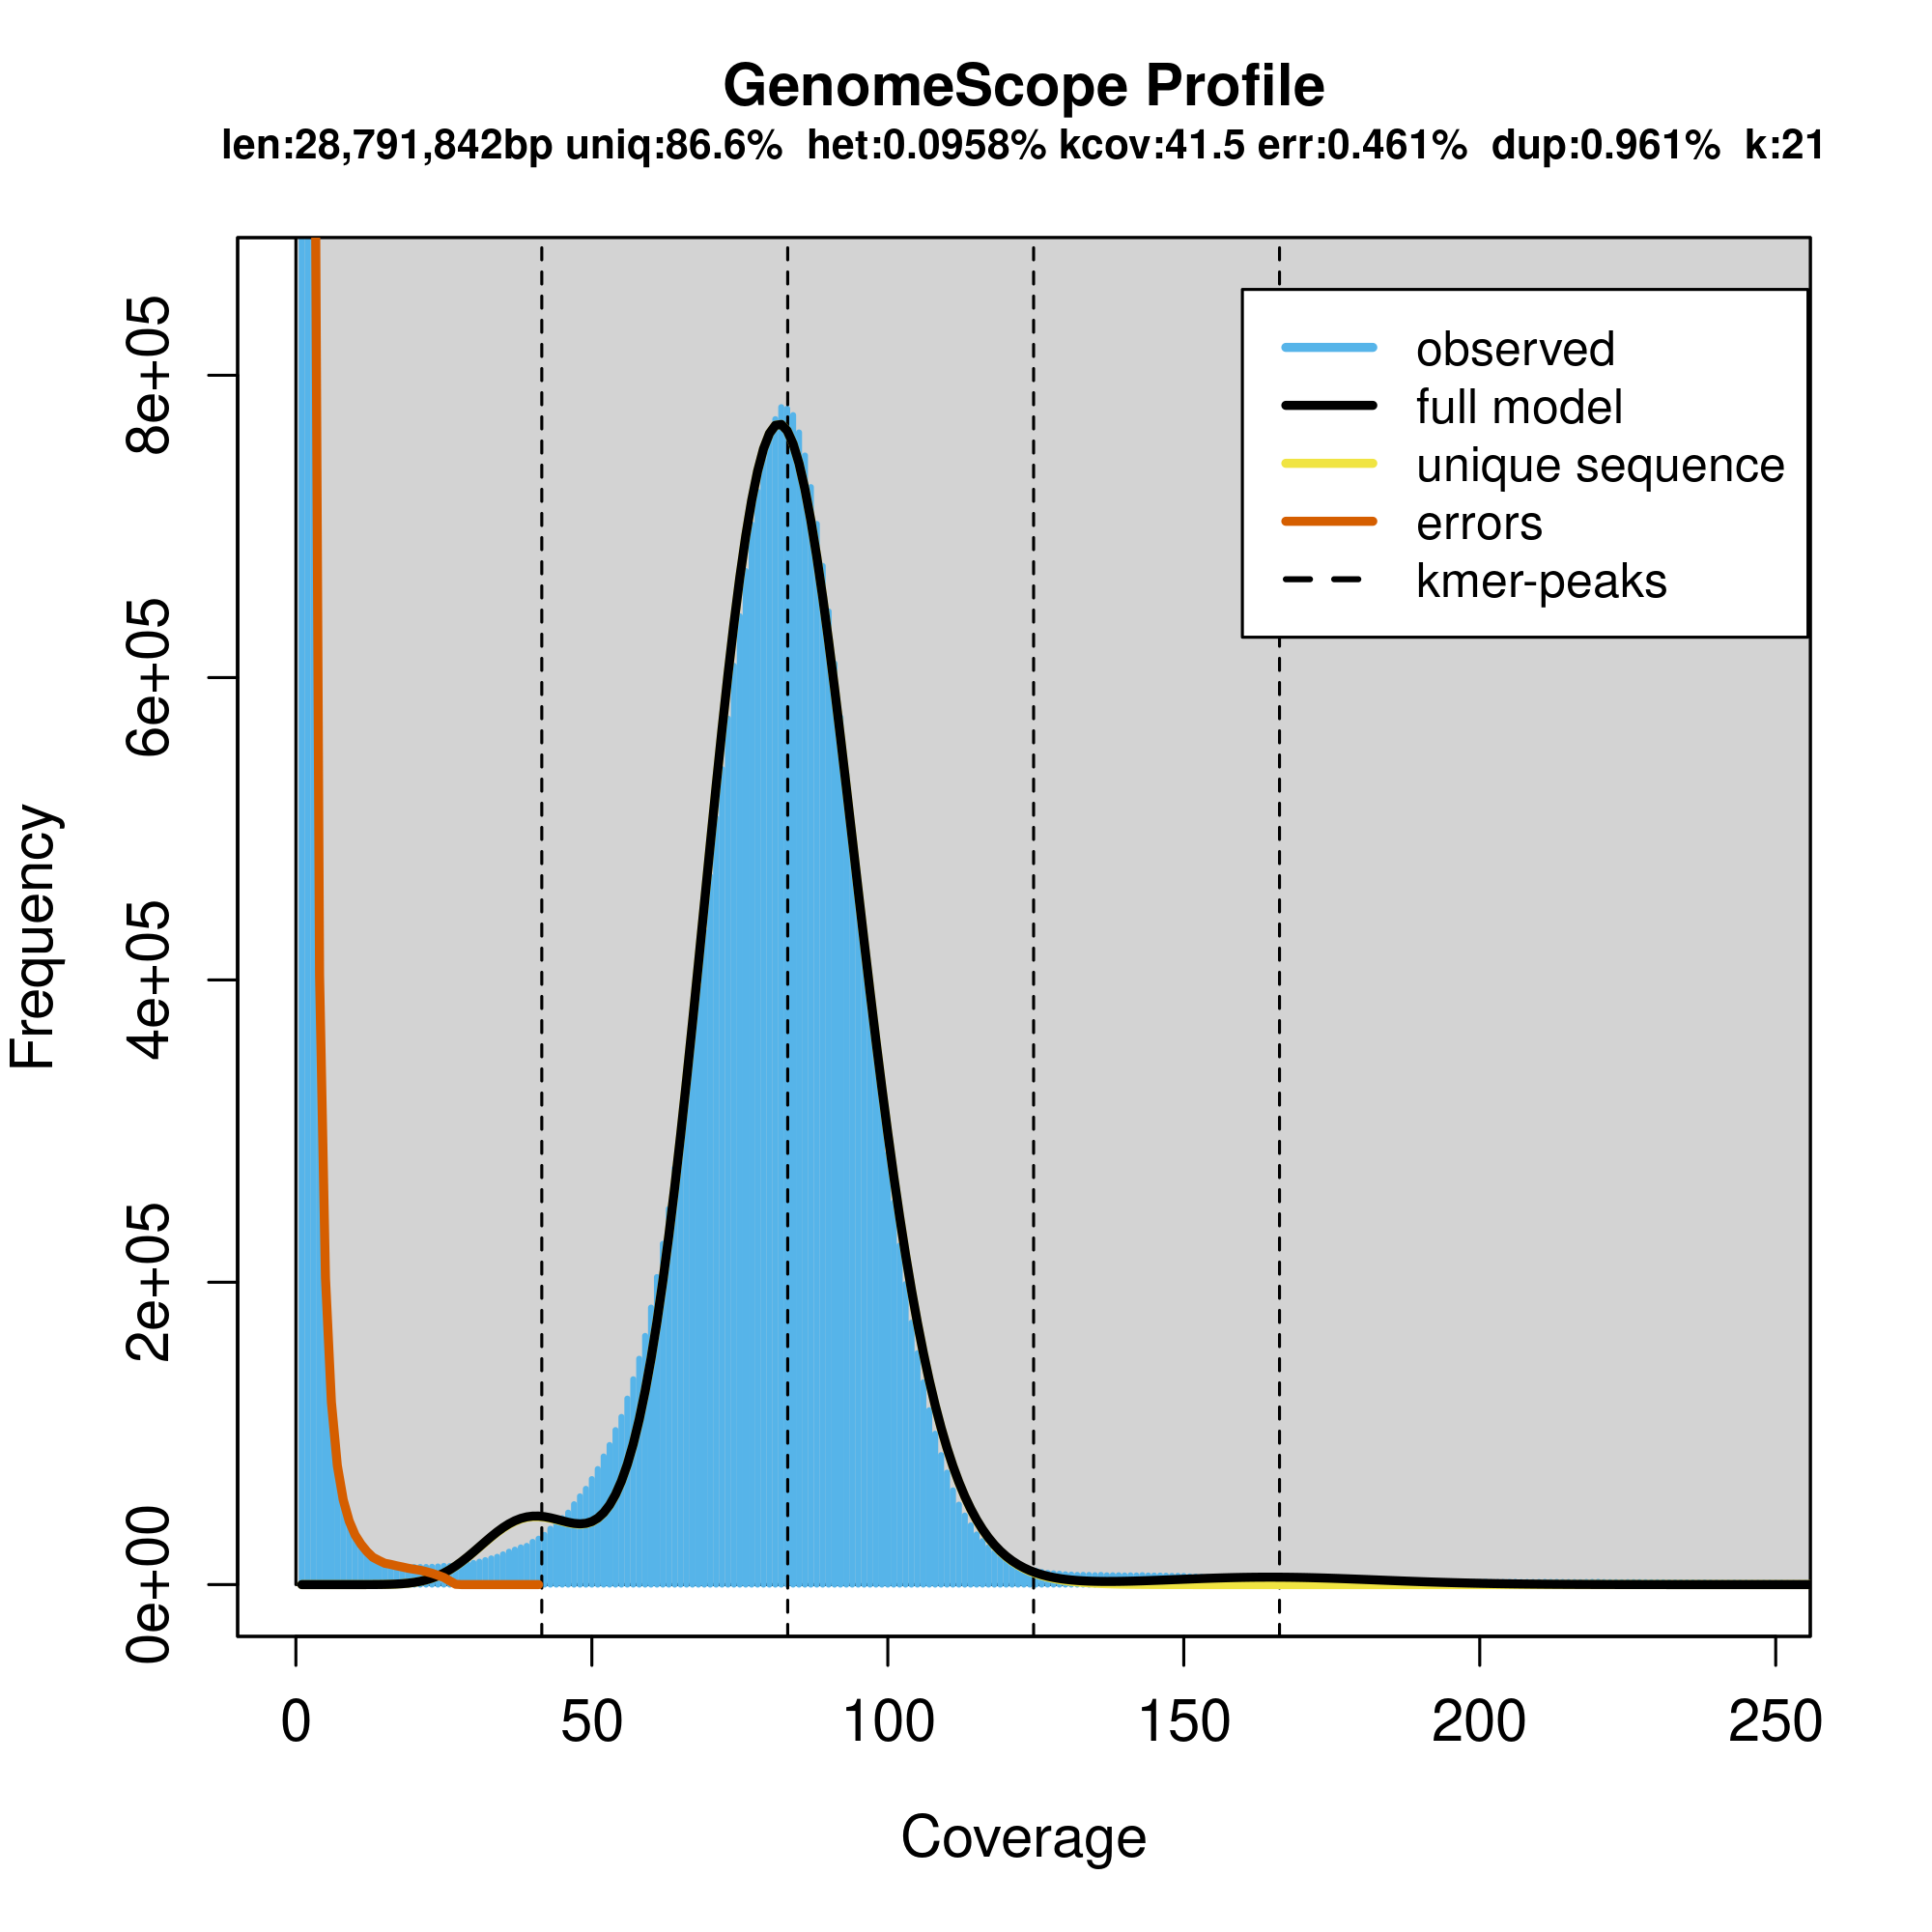 GenomeScope Profile
len:28,791,842bp uniq:86.6% het:0.0958% kcov:41.5 err:0.461% dup:0.961% k:21
observed
full model
unique sequence
errors
kmer-peaks
Frequency
8e+05
6e+05
4e+05
2e+05
0e+00
0 50 100 150 200 250
Coverage